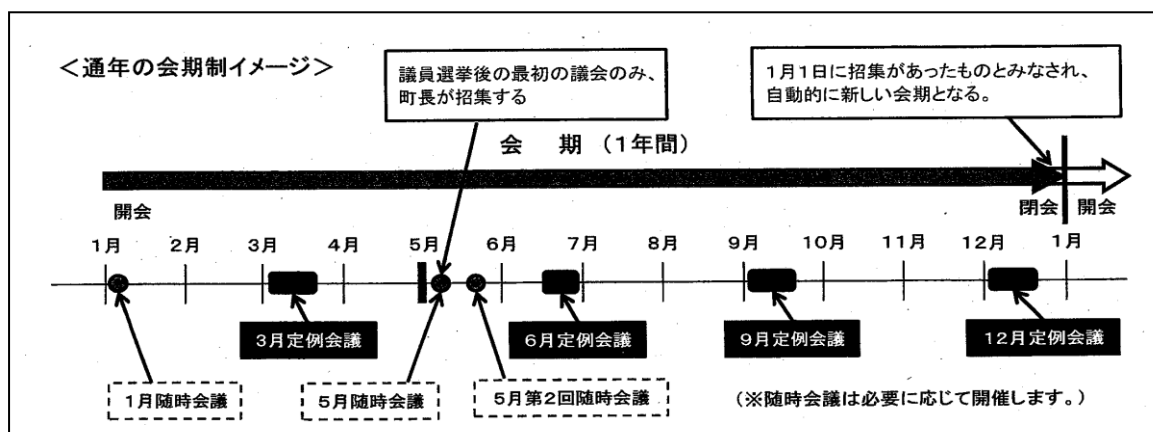 ＜通年の会期制イメージ＞
議員選挙後の最初の議会のみ、
町長が招集する
1月1日に招集があったものとみなされ、
自動的に新しい会期となる。
会 期 （1年間）
開会
閉会 開会
1月 2月 3月 4月 5月 6月 7月 8月 9月 10月 11月 12月 1月
3月定例会議 6月定例会議 9月定例会議 12月定例会議
1月随時会議 5月随時会議 5月第2回随時会議 （※随時会議は必要に応じて開催します。）